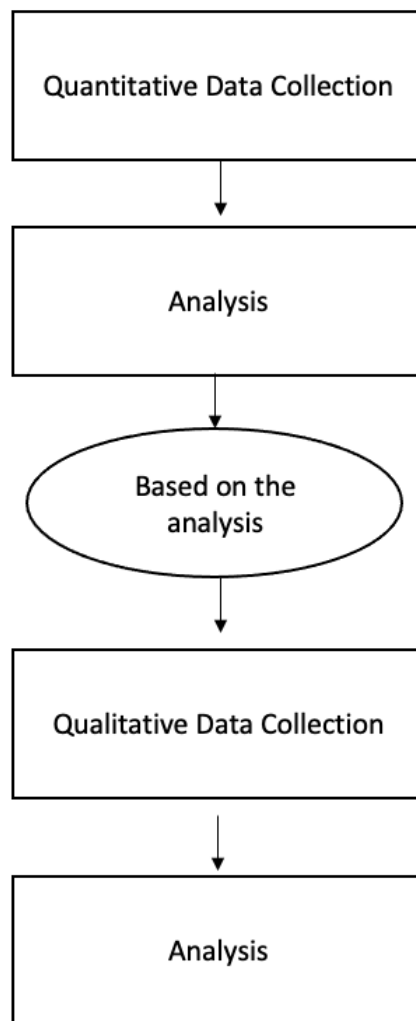 Quantitative Data Collection
Analysis
Based on the
analysis
Qualitative Data Collection
Analysis